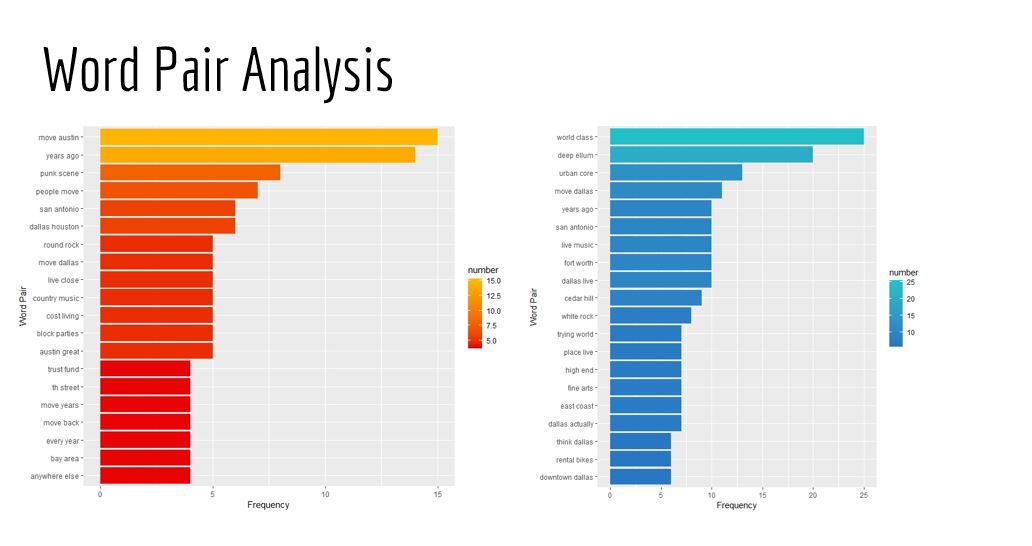 Word Pair Analysis
move austin
years ago
punk scene
people move
san antonio
dallas houston
round rock
move dallas
live close
country music
cost living
block parties
austin great
trust fund
th street
move years
move back
every year
bay area
anywhere else
Word Pair
0 5 10 15
Frequency
number
15.0
12.5
10.0
7.5
5.0
world class
deep ellum
urban core
move dallas
years ago
san antonio
live music
fort worth
dallas live
cedar hill
white rock
trying world
place live
high end
fine arts
east coast
dallas actually
think dallas
rental bikes
downtown dallas
Word Pair
0 5 10 15 20 25
Frequency
number
25
20
15
10